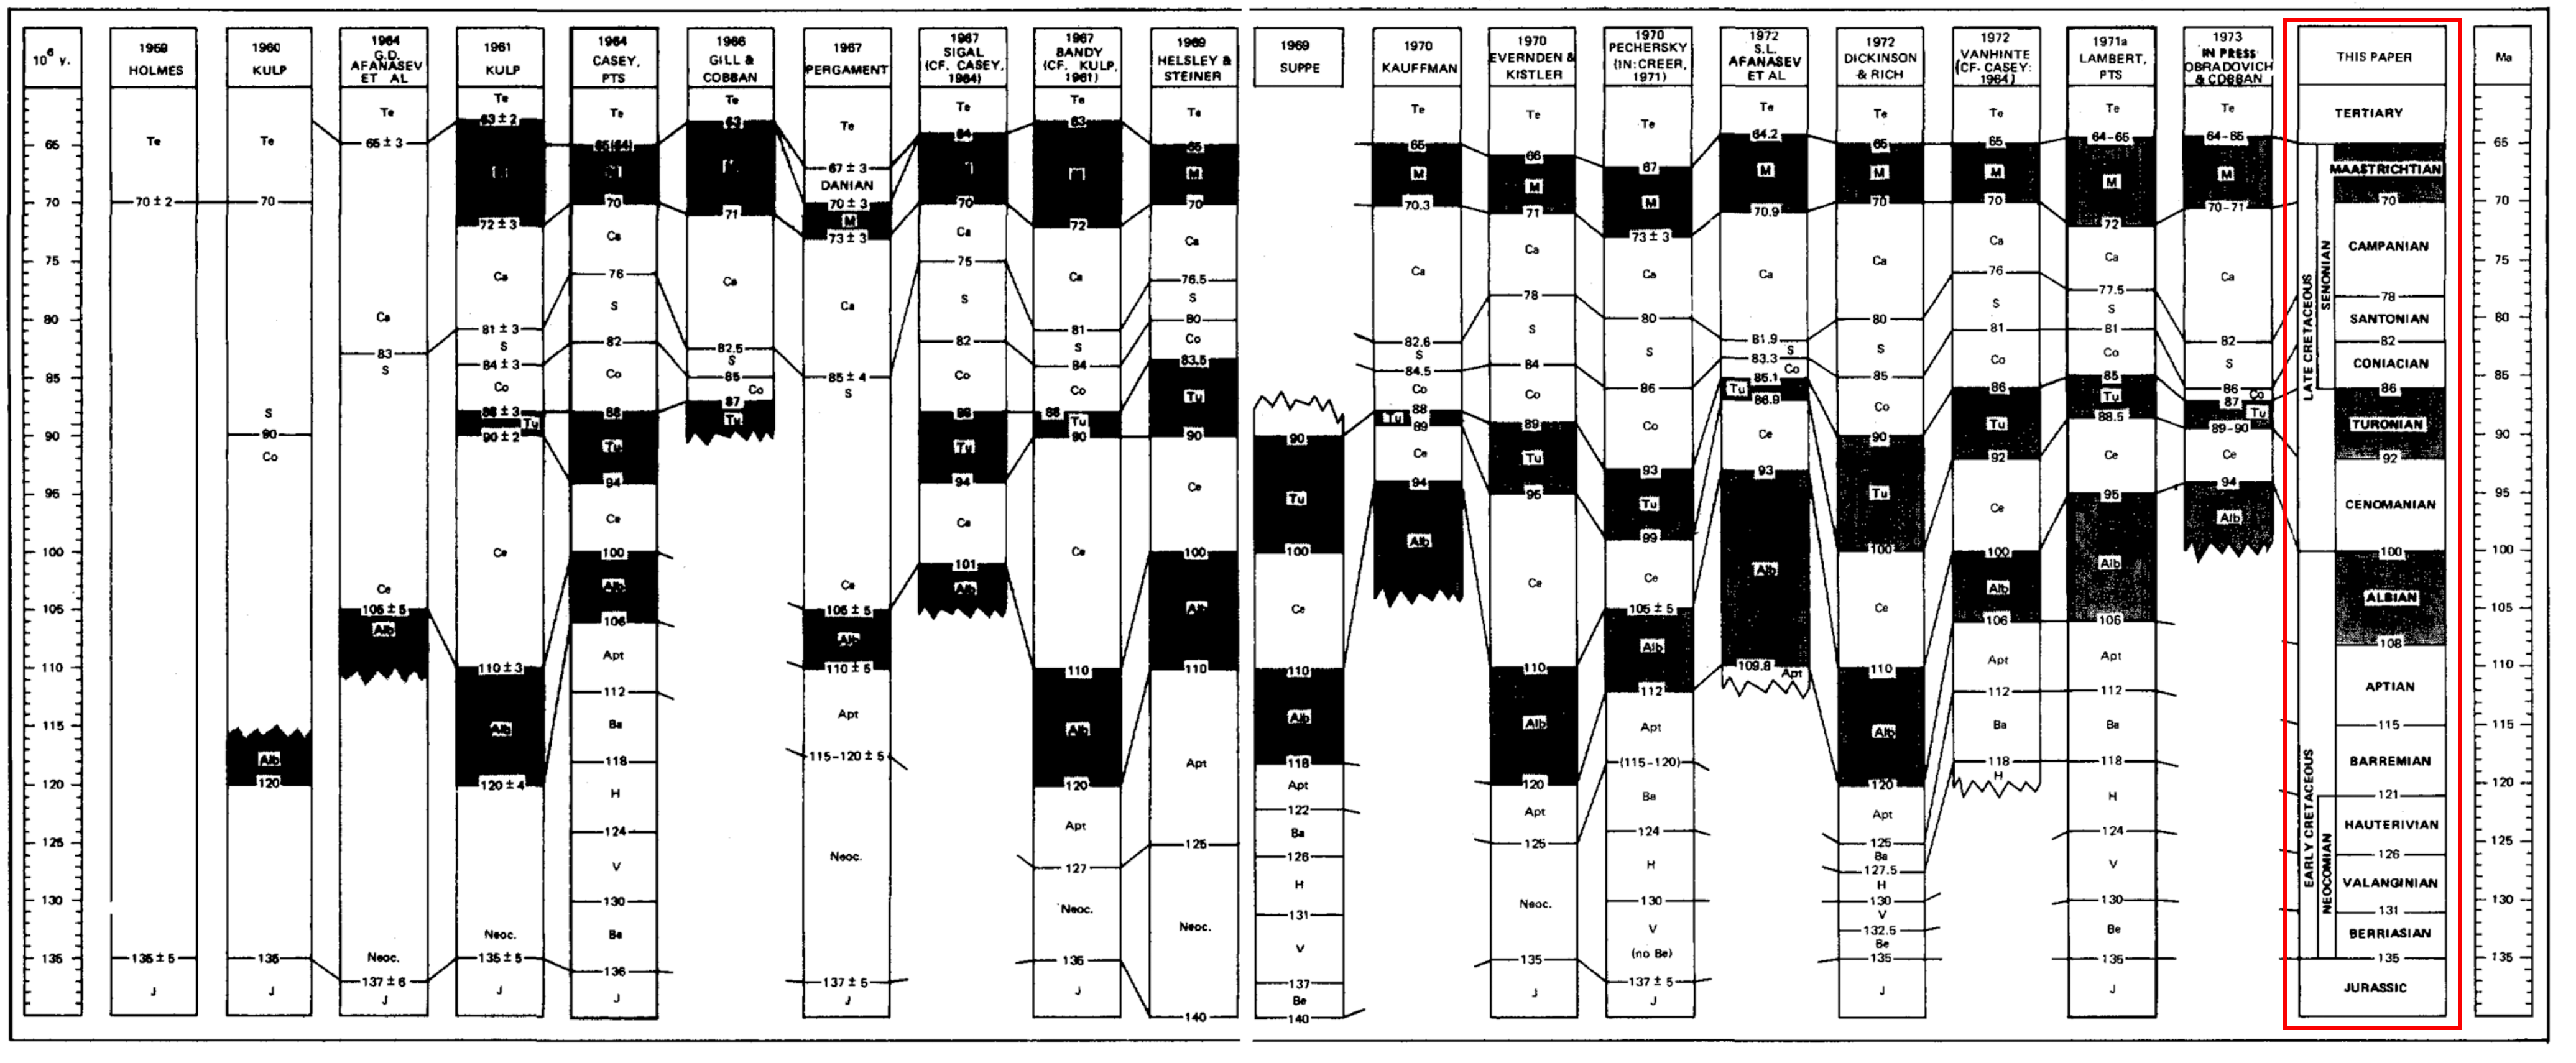 10⁶ y.
65
70
75
80
85
90
95
100
105
110
115
120
125
130
135
1959
HOLMES
Te
70 ± 2
135 ± 5
J
1960
KULP
Te
70
S
90
Co
Alb
120
135
J
1964
G.D.
AFANASEV
ET AL
Te
65 ± 3
Ca
83
S
Ce
105 ± 5
Alb
Neoc.
137 ± 6
J
1961
KULP
Te
63 ± 2
M
72 ± 3
Ca
81 ± 3
S
84 ± 3
Co
88 ± 3
Tu
90 ± 2
Ce
110 ± 3
Alb
120 ± 4
Neoc.
135 ± 5
J
1964
CASEY,
PTS
Te
65(64)
M
70
Ca
76
S
82
Co
88
Tu
94
Ce
100
Alb
106
Apt
112
Ba
118
H
124
V
130
Be
136
J
1966
GILL &
COBBAN
Te
63
M
71
Ca
82.5
S
85
Co
87
Tu
1967
PERGAMENT
Te
67 ± 3
DANIAN
70 ± 3
M
73 ± 3
Ca
85 ± 4
S
Ce
105 ± 5
Alb
110 ± 5
Apt
115-120 ± 5
Neoc.
137 ± 5
J
1967
SIGAL
(CF. CASEY,
1964)
Te
64
M
70
Ca
75
S
82
Co
88
Tu
94
Ce
101
Alb
1967
BANDY
(CF. KULP,
1961)
Te
63
M
72
Ca
81
S
84
Co
88
Tu
90
Ce
110
Alb
120
Apt
127
Neoc.
135
J
1969
HELSLEY &
STEINER
Te
65
M
70
Ca
76.5
S
80
Co
83.5
Tu
90
Ce
100
Alb
110
Apt
125
Neoc.
140
1969
SUPPE
90
Tu
100
Ce
110
Alb
118
Apt
122
Ba
126
H
131
V
137
Be
140
1970
KAUFFMAN
Te
65
M
70.3
Ca
82.6
S
84.5
Co
88
Tu
89
Ce
94
Alb
1970
EVERNDEN &
KISTLER
Te
66
M
71
Ca
78
S
84
Co
89
Tu
95
Ce
110
Alb
120
Apt
125
Neoc.
135
J
1970
PECHERSKY
(IN: CREER,
1971)
Te
67
M
73 ± 3
Ca
80
S
86
Co
93
Tu
99
Ce
105 ± 5
Alb
112
Apt
(115-120)
Ba
124
H
130
V
(no Be)
137 ± 5
J
1972
S.L.
AFANASEV
ET AL
Te
64.2
M
70.9
Ca
81.9
S
83.3
Co
85.1
Tu
86.9
Ce
93
Alb
109.8
Apt
1972
DICKINSON
& RICH
Te
65
M
70
Ca
80
S
85
Co
90
Tu
100
Ce
110
Alb
120
Apt
125
Ba
127.5
H
130
V
132.5
Be
135
J
1972
VANHINTE
(CF. CASEY:
1964)
Te
65
M
70
Ca
76
S
81
Co
86
Tu
92
Ce
100
Alb
106
Apt
112
Ba
118
H
1971a
LAMBERT,
PTS
Te
64-65
M
72
Ca
77.5
S
81
Co
85
Tu
88.5
Ce
95
Alb
106
Apt
112
Ba
118
H
124
V
130
Be
135
J
1973
IN PRESS
OBRADOVICH
& COBBAN
Te
64-65
M
70-71
Ca
82
S
86
Co
87
Tu
89-90
Ce
94
Alb
THIS PAPER
TERTIARY
LATE CRETACEOUS
SENONIAN
MAASTRICHTIAN
70
CAMPANIAN
78
SANTONIAN
82
CONIACIAN
86
TURONIAN
92
CENOMANIAN
100
ALBIAN
108
APTIAN
115
BARREMIAN
121
EARLY CRETACEOUS
NEOCOMIAN
HAUTERIVIAN
126
VALANGINIAN
131
BERRIASIAN
135
JURASSIC
Ma
65
70
75
80
85
90
95
100
105
110
115
120
125
130
135